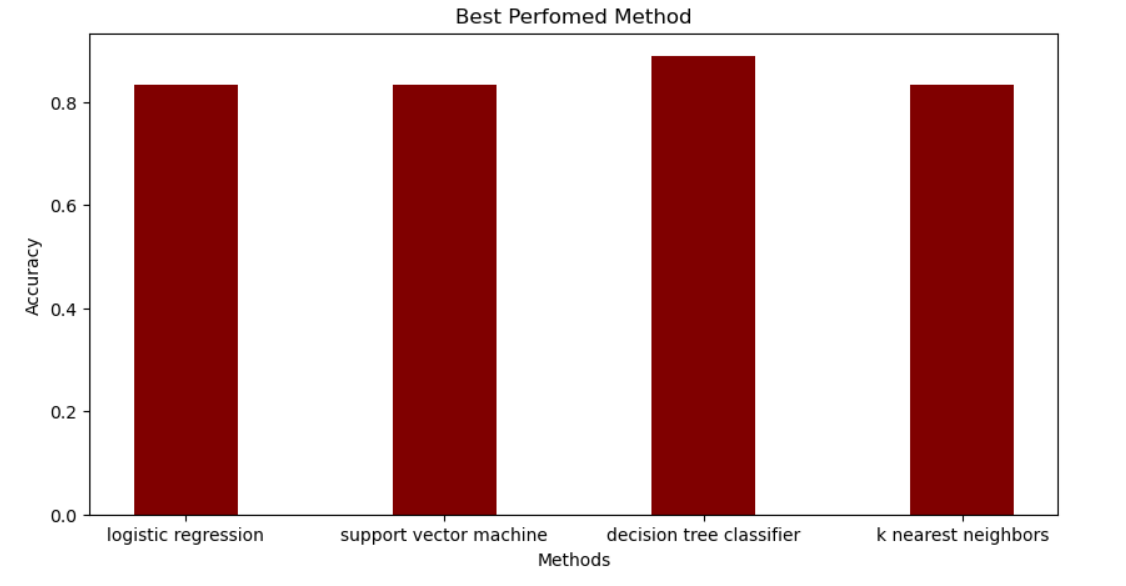 Best Perfomed Method
Accuracy
0.8
0.6
0.4
0.2
0.0
logistic regression
support vector machine
decision tree classifier
k nearest neighbors
Methods